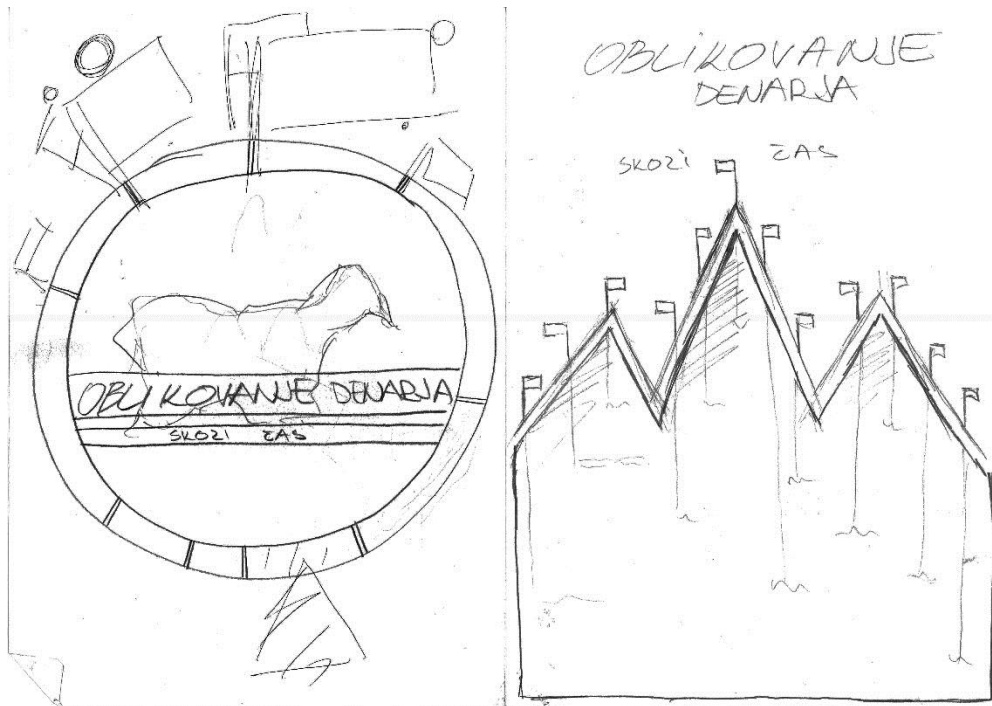 OBLIKOVANJE DENARJA
SKOZI ČAS
OBLIKOVANJE
DENARJA
SKOZI ČAS